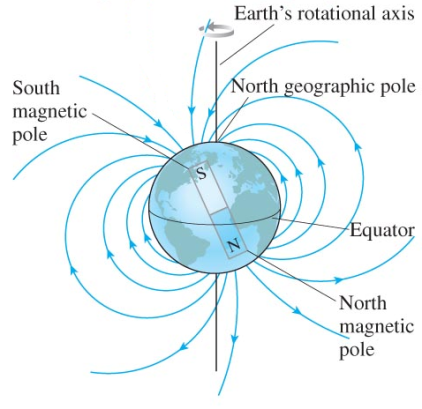 Earth's rotational axis
North geographic pole
South
magnetic
pole
S
N
Equator
North
magnetic
pole